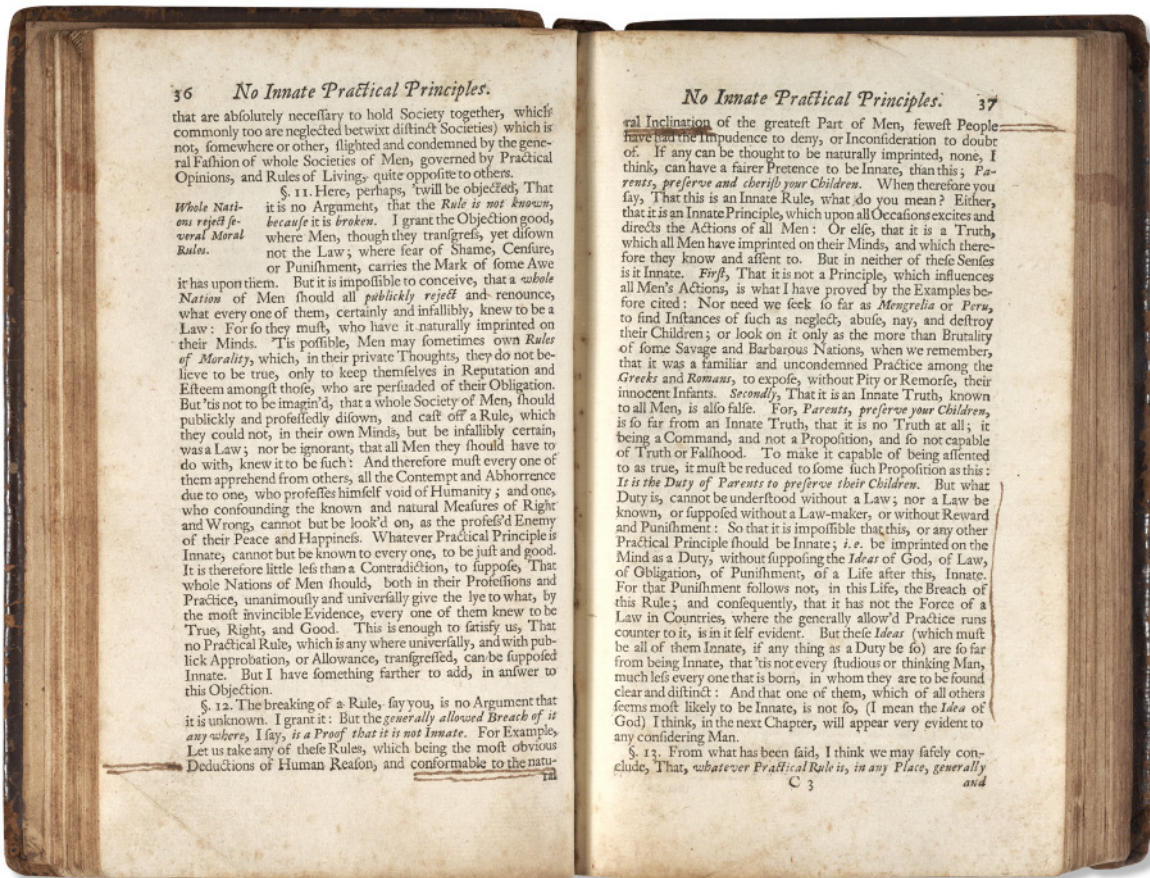 36 No Innate Practical Principles.
that are absolutely neceſſary to hold Society together, which
commonly too are neglected betwixt diſtinct Societies) which is
not, ſomewhere or other, ſlighted and condemned by the gene-
ral Faſhion of whole Societies of Men, governed by Practical
Opinions, and Rules of Living, quite oppoſite to others.
§. 11. Here, perhaps, 'twill be objected, That
Whole Nati-
ons reject ſe-
veral Moral
Rules.
it is no Argument, that the Rule is not known,
becauſe it is broken. I grant the Objection good,
where Men, though they tranſgreſs, yet diſown
not the Law; where fear of Shame, Cenſure,
or Puniſhment, carries the Mark of ſome Awe
it has upon them. But it is impoſſible to conceive, that a whole
Nation of Men ſhould all publickly reject and renounce,
what every one of them, certainly and infallibly, knew to be a
Law: For ſo they muſt, who have it naturally imprinted on
their Minds. 'Tis poſſible, Men may ſometimes own Rules
of Morality, which, in their private Thoughts, they do not be-
lieve to be true, only to keep themſelves in Reputation and
Eſteem amongſt thoſe, who are perſuaded of their Obligation.
But 'tis not to be imagin'd, that a whole Society of Men, ſhould
publickly and profeſſedly diſown, and caſt off a Rule, which
they could not, in their own Minds, but be infallibly certain,
was a Law; nor be ignorant, that all Men they ſhould have to
do with, knew it to be ſuch: And therefore muſt every one of
them apprehend from others, all the Contempt and Abhorrence
due to one, who profeſſes himſelf void of Humanity; and one,
who confounding the known and natural Meaſures of Right
and Wrong, cannot but be look'd on, as the profeſs'd Enemy
of their Peace and Happineſs. Whatever Practical Principle is
Innate, cannot but be known to every one, to be juſt and good.
It is therefore little leſs than a Contradiction, to ſuppoſe, That
whole Nations of Men ſhould, both in their Profeſſions and
Practice, unanimouſly and univerſally give the lye to what, by
the moſt invincible Evidence, every one of them knew to be
True, Right, and Good. This is enough to ſatisfy us, That
no Practical Rule, which is any where univerſally, and with pub-
lick Approbation, or Allowance, tranſgreſſed, can be ſuppoſed
Innate. But I have ſomething farther to add, in anſwer to
this Objection.
§. 12. The breaking of a Rule, ſay you, is no Argument that
it is unknown. I grant it: But the generally allowed Breach of it
any where, I ſay, is a Proof that it is not Innate. For Example,
Let us take any of theſe Rules, which being the moſt obvious
Deductions of Human Reaſon, and conformable to the natu-
ral
No Innate Practical Principles. 37
ral Inclination of the greateſt Part of Men, feweſt People
have had the Impudence to deny, or Inconſideration to doubt
of. If any can be thought to be naturally imprinted, none, I
think, can have a fairer Pretence to be Innate, than this; Pa-
rents, preſerve and cheriſh your Children. When therefore you
ſay, That this is an Innate Rule, what do you mean? Either,
that it is an Innate Principle, which upon all Occaſions excites and
directs the Actions of all Men: Or elſe, that it is a Truth,
which all Men have imprinted on their Minds, and which there-
fore they know and aſſent to. But in neither of theſe Senſes
is it Innate. Firſt, That it is not a Principle, which influences
all Men's Actions, is what I have proved by the Examples be-
fore cited: Nor need we ſeek ſo far as Mengrelia or Peru,
to find Inſtances of ſuch as neglect, abuſe, nay, and deſtroy
their Children; or look on it only as the more than Brutality
of ſome Savage and Barbarous Nations, when we remember,
that it was a familiar and uncondemned Practice among the
Greeks and Romans, to expoſe, without Pity or Remorſe, their
innocent Infants. Secondly, That it is an Innate Truth, known
to all Men, is alſo falſe. For, Parents, preſerve your Children,
is ſo far from an Innate Truth, that it is no Truth at all; it
being a Command, and not a Propoſition, and ſo not capable
of Truth or Falſhood. To make it capable of being aſſented
to as true, it muſt be reduced to ſome ſuch Propoſition as this:
It is the Duty of Parents to preſerve their Children. But what
Duty is, cannot be underſtood without a Law; nor a Law be
known, or ſuppoſed without a Law-maker, or without Reward
and Puniſhment: So that it is impoſſible that this, or any other
Practical Principle ſhould be Innate; i.e. be imprinted on the
Mind as a Duty, without ſuppoſing the Ideas of God, of Law,
of Obligation, of Puniſhment, of a Life after this, Innate.
For that Puniſhment follows not, in this Life, the Breach of
this Rule; and conſequently, that it has not the Force of a
Law in Countries, where the generally allow'd Practice runs
counter to it, is in it ſelf evident. But theſe Ideas (which muſt
be all of them Innate, if any thing as a Duty be ſo) are ſo far
from being Innate, that 'tis not every ſtudious or thinking Man,
much leſs every one that is born, in whom they are to be found
clear and diſtinct: And that one of them, which of all others
ſeems moſt likely to be Innate, is not ſo, (I mean the Idea of
God) I think, in the next Chapter, will appear very evident to
any conſidering Man.
§. 13. From what has been ſaid, I think we may ſafely con-
clude, That, whatever Practical Rule is, in any Place, generally
C 3 and